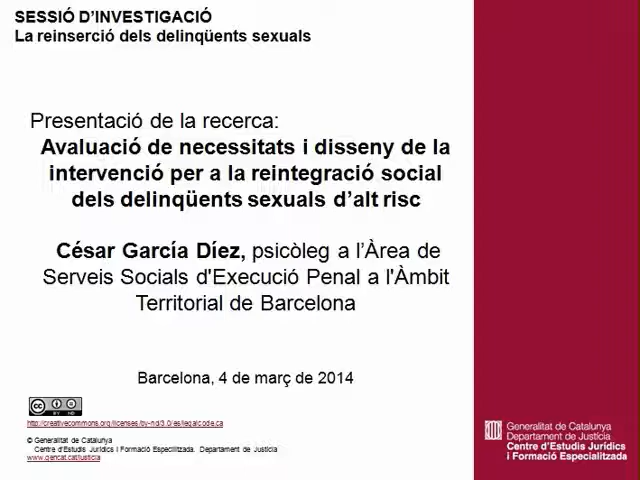 SESSIÓ D'INVESTIGACIÓ
La reinserció dels delinqüents sexuals
Presentació de la recerca:
Avaluació de necessitats i disseny de la
intervenció per a la reintegració social
dels delinqüents sexuals d'alt risc
César García Díez, psicòleg a l'Àrea de
Serveis Socials d'Execució Penal a l'Àmbit
Territorial de Barcelona
Barcelona, 4 de març de 2014
cc BY ND
http://creativecommons.org/licenses/by-nd/3.0/es/legalcode.ca
© Generalitat de Catalunya
Centre d'Estudis Jurídics i Formació Especialitzada. Departament de Justícia
www.gencat.cat/justicia
Generalitat de Catalunya
Departament de Justícia
Centre d'Estudis Jurídics
i Formació Especialitzada